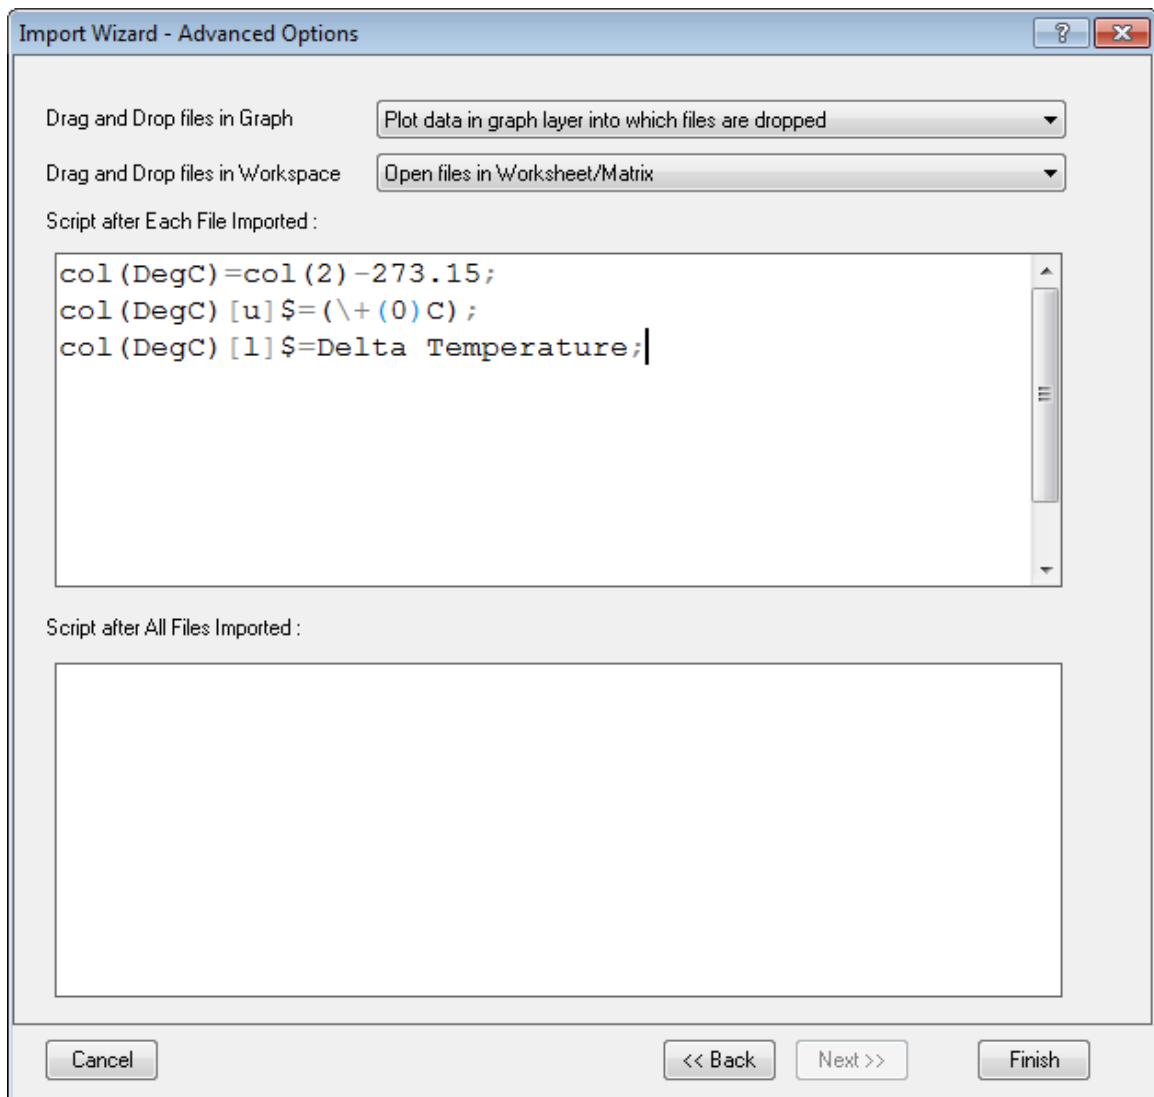 Import Wizard - Advanced Options
Drag and Drop files in Graph
Plot data in graph layer into which files are dropped
Drag and Drop files in Workspace
Open files in Worksheet/Matrix
Script after Each File Imported :
col(DegC)=col(2)-273.15;
col(DegC)[u]$=(\+(0)C);
col(DegC)[l]$=Delta Temperature;
Script after All Files Imported :
Cancel
<< Back
Next >>
Finish